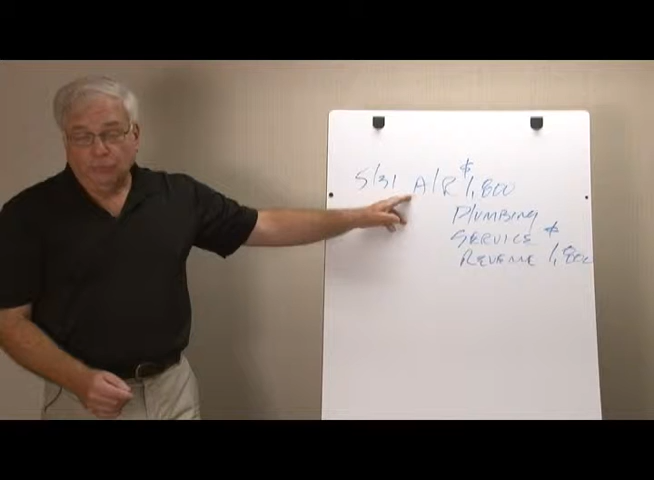 5/31 A/R $1,800
PLUMBING
SERVICE $
REVENUE 1,800